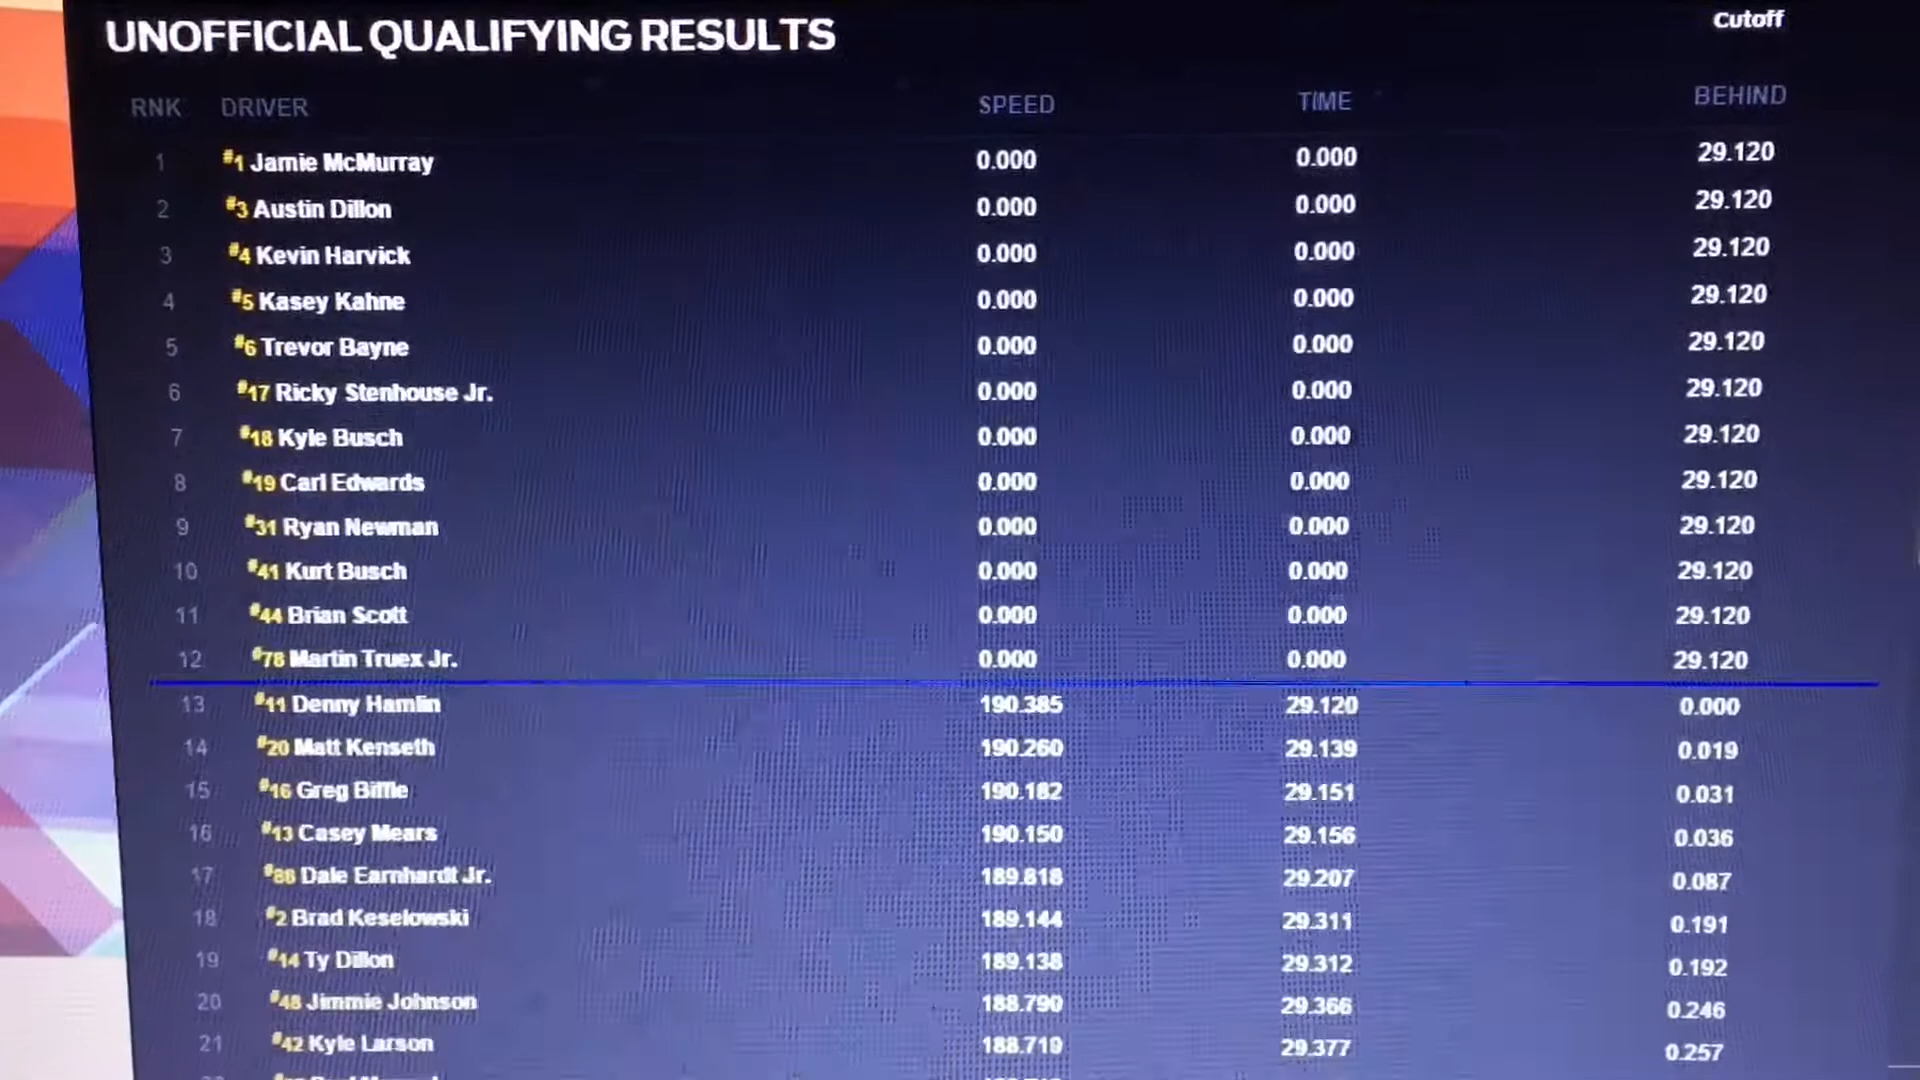 UNOFFICIAL QUALIFYING RESULTS Cutoff
RNK DRIVER SPEED TIME BEHIND
1 #1 Jamie McMurray 0.000 0.000 29.120
2 #3 Austin Dillon 0.000 0.000 29.120
3 #4 Kevin Harvick 0.000 0.000 29.120
4 #5 Kasey Kahne 0.000 0.000 29.120
5 #6 Trevor Bayne 0.000 0.000 29.120
6 #17 Ricky Stenhouse Jr. 0.000 0.000 29.120
7 #18 Kyle Busch 0.000 0.000 29.120
8 #19 Carl Edwards 0.000 0.000 29.120
9 #31 Ryan Newman 0.000 0.000 29.120
10 #41 Kurt Busch 0.000 0.000 29.120
11 #44 Brian Scott 0.000 0.000 29.120
12 #78 Martin Truex Jr. 0.000 0.000 29.120
13 #11 Denny Hamlin 190.385 29.120 0.000
14 #20 Matt Kenseth 190.260 29.139 0.019
15 #16 Greg Biffle 190.182 29.151 0.031
16 #13 Casey Mears 190.150 29.156 0.036
17 #88 Dale Earnhardt Jr. 189.818 29.207 0.087
18 #2 Brad Keselowski 189.144 29.311 0.191
19 #14 Ty Dillon 189.138 29.312 0.192
20 #48 Jimmie Johnson 188.790 29.366 0.246
21 #42 Kyle Larson 188.719 29.377 0.257